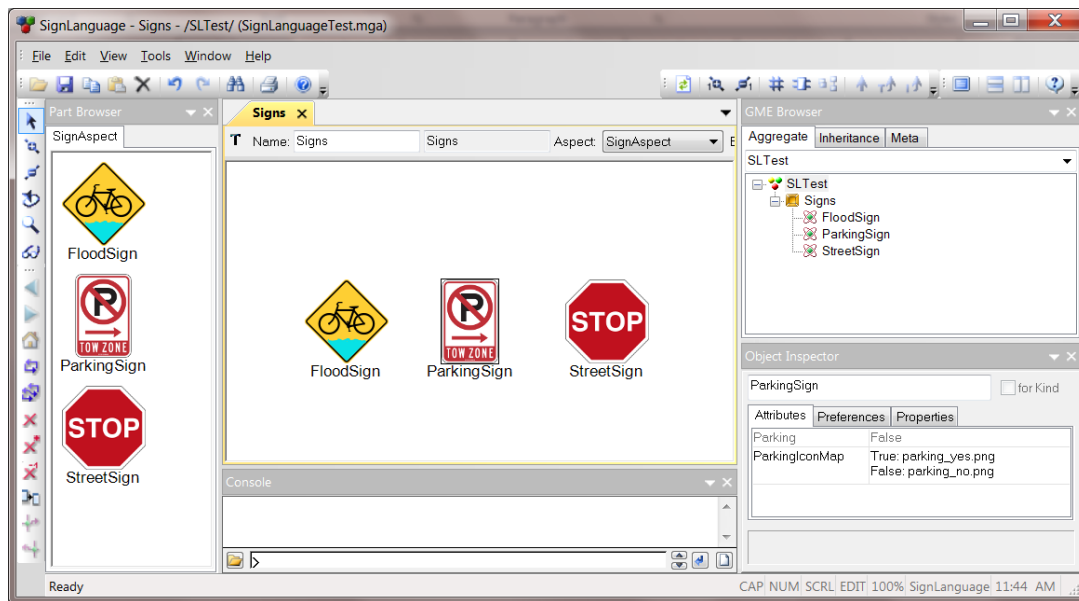 SignLanguage - Signs - /SLTest/ (SignLanguageTest.mga)
File Edit View Tools Window Help
Part Browser
SignAspect
FloodSign
P
TOW ZONE
ParkingSign
STOP
StreetSign
Signs
T Name: Signs Signs Aspect: SignAspect
FloodSign
P
TOW ZONE
ParkingSign
STOP
StreetSign
Console
>
GME Browser
Aggregate Inheritance Meta
SLTest
SLTest
Signs
FloodSign
ParkingSign
StreetSign
Object Inspector
ParkingSign for Kind
Attributes Preferences Properties
Parking False
ParkingIconMap True: parking_yes.png
False: parking_no.png
Ready CAP NUM SCRL EDIT 100% SignLanguage 11:44 AM